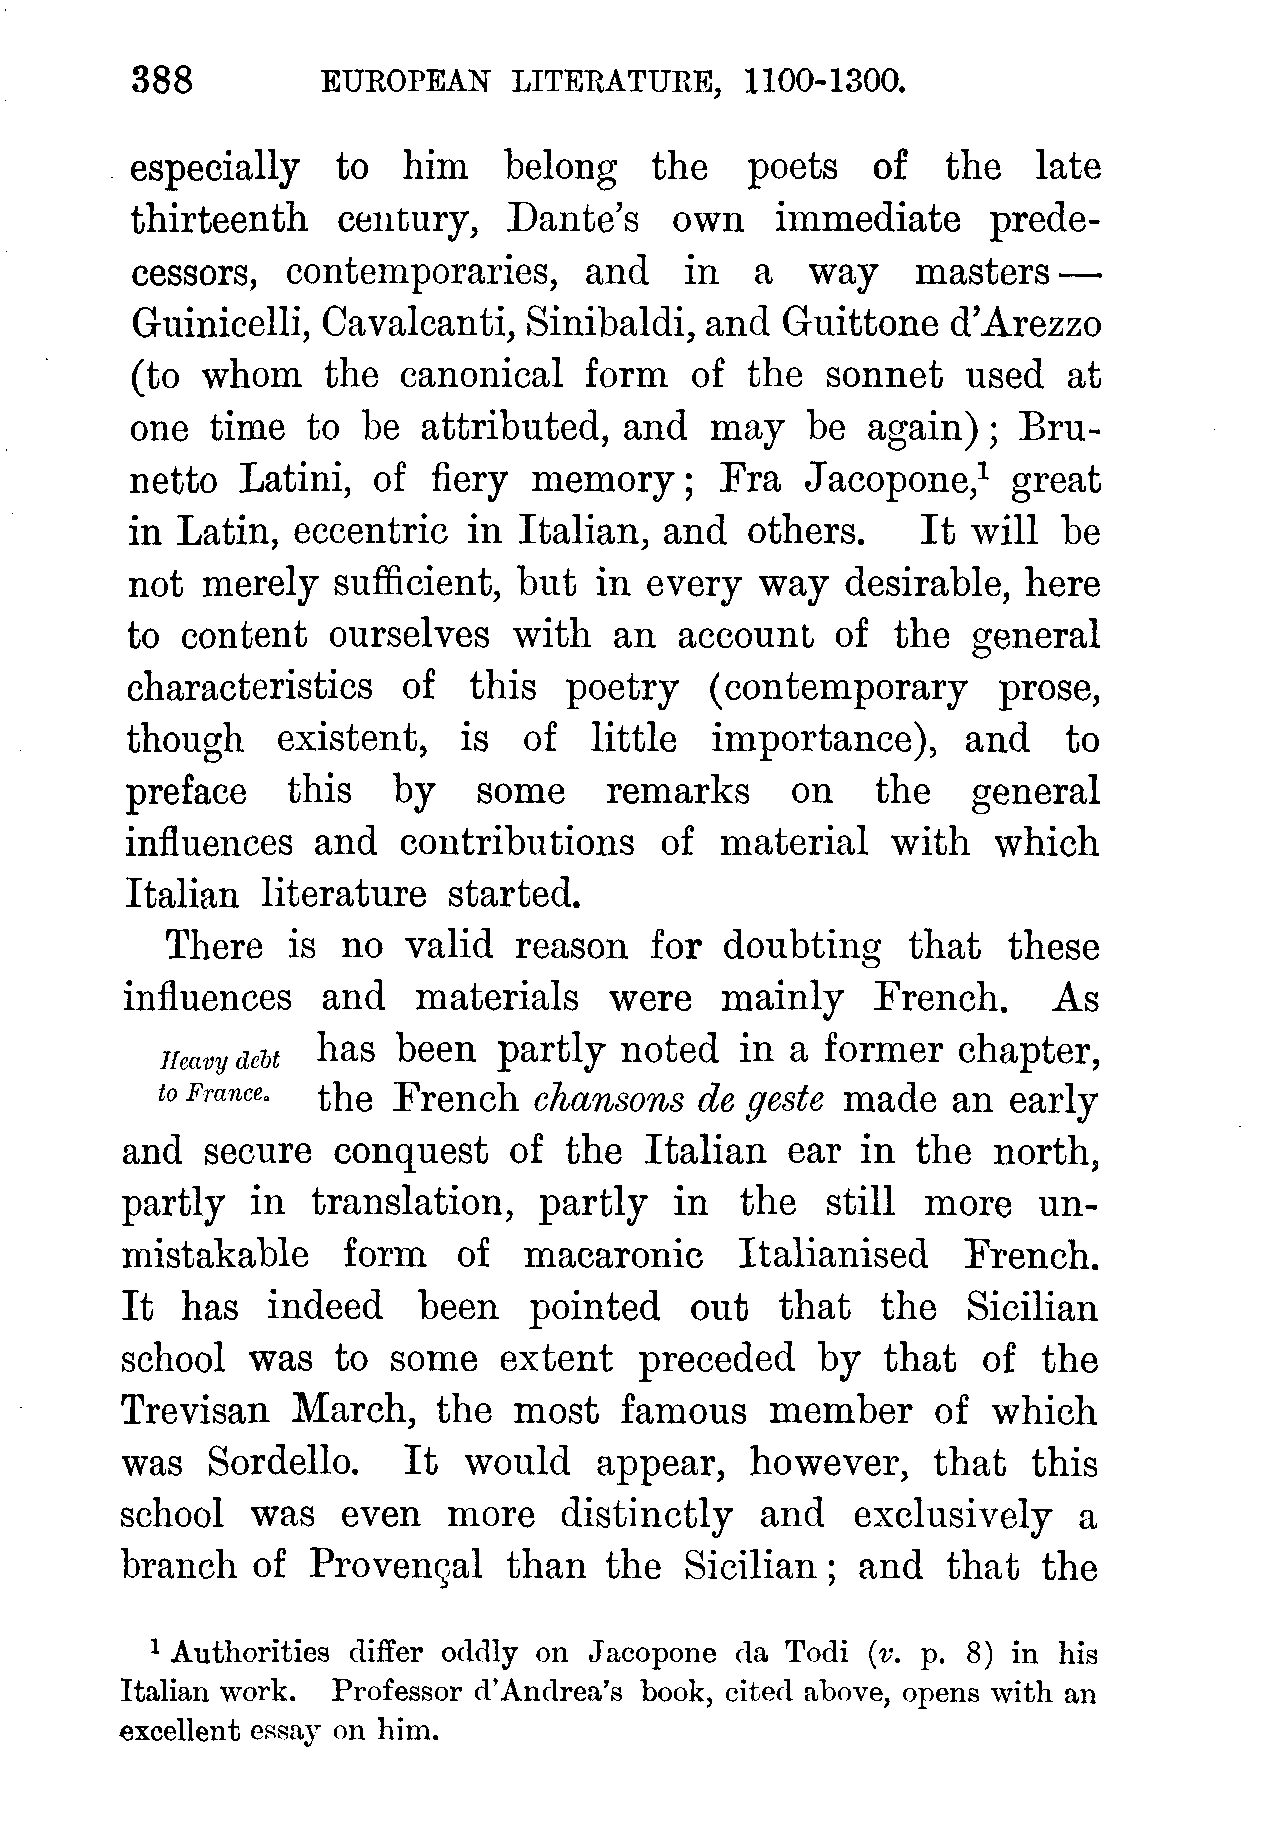 388 EUROPEAN LITERATURE, 1100-1300.
especially to him belong the poets of the late
thirteenth century, Dante's own immediate prede-
cessors, contemporaries, and in a way masters —
Guinicelli, Cavalcanti, Sinibaldi, and Guittone d'Arezzo
(to whom the canonical form of the sonnet used at
one time to be attributed, and may be again); Bru-
netto Latini, of fiery memory; Fra Jacopone,¹ great
in Latin, eccentric in Italian, and others. It will be
not merely sufficient, but in every way desirable, here
to content ourselves with an account of the general
characteristics of this poetry (contemporary prose,
though existent, is of little importance), and to
preface this by some remarks on the general
influences and contributions of material with which
Italian literature started.
There is no valid reason for doubting that these
influences and materials were mainly French. As
Heavy debt has been partly noted in a former chapter,
to France. the French chansons de geste made an early
and secure conquest of the Italian ear in the north,
partly in translation, partly in the still more un-
mistakable form of macaronic Italianised French.
It has indeed been pointed out that the Sicilian
school was to some extent preceded by that of the
Trevisan March, the most famous member of which
was Sordello. It would appear, however, that this
school was even more distinctly and exclusively a
branch of Provençal than the Sicilian; and that the
¹ Authorities differ oddly on Jacopone da Todi (v. p. 8) in his
Italian work. Professor d'Andrea's book, cited above, opens with an
excellent essay on him.